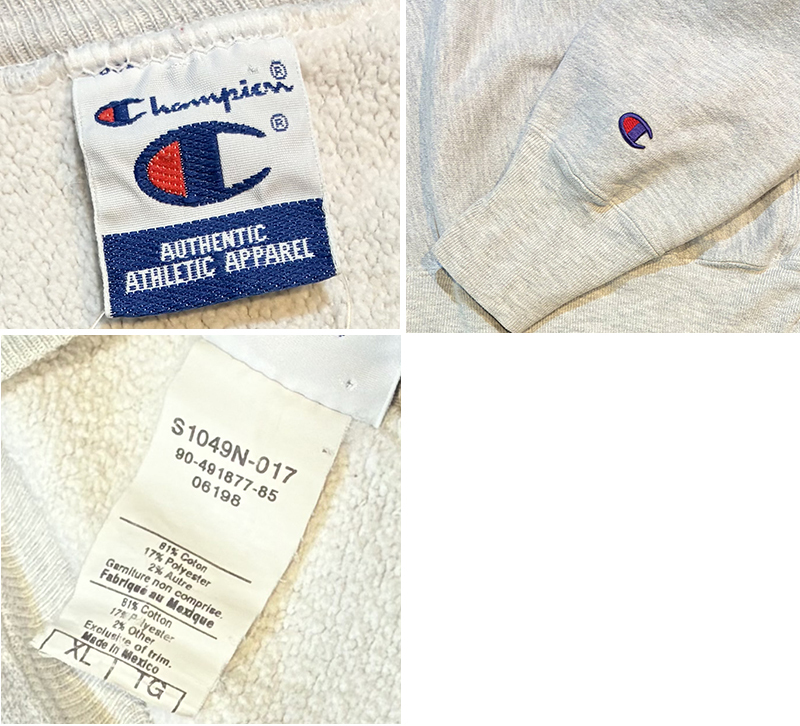 Champion®
®
AUTHENTIC
ATHLETIC APPAREL
S1049N-017
90-491877-85
06198
81% Coton
17% Polyester
2% Autre
Garniture non comprise.
Fabriqué au Mexique
81% Cotton
17% Polyester
2% Other
Exclusive of trim.
Made in Mexico
XL | TG